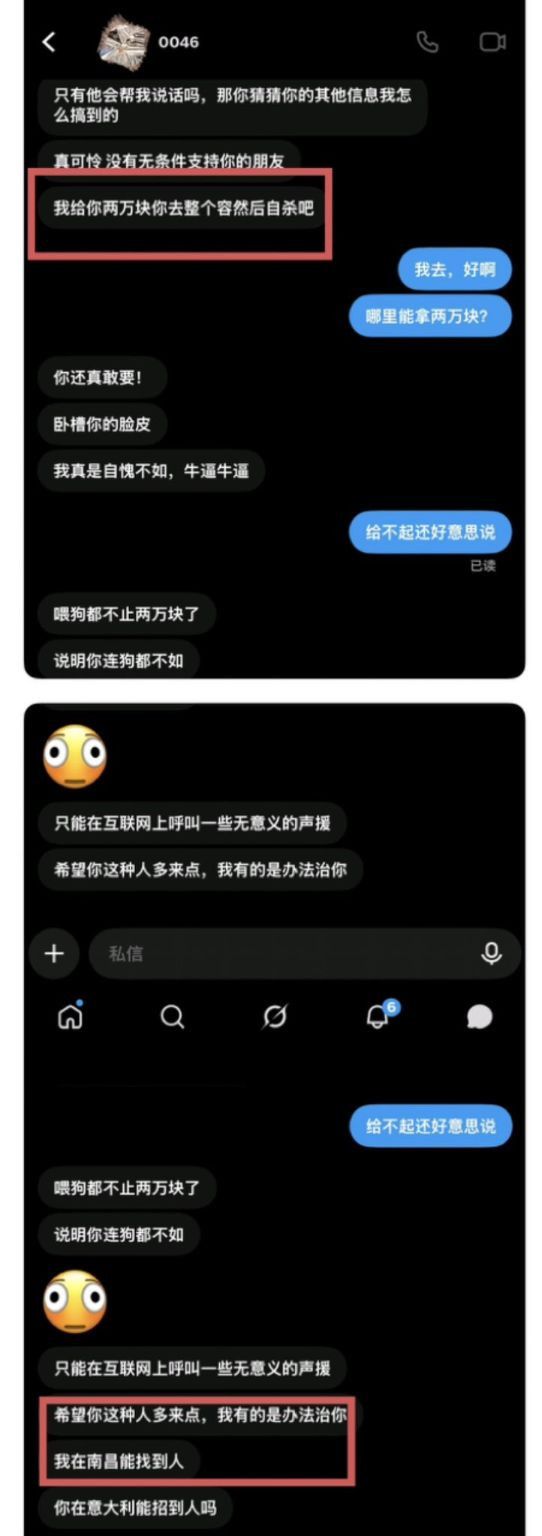 0046
只有他会帮我说话吗，那你猜猜你的其他信息我怎
么搞到的
真可怜 没有无条件支持你的朋友
我给你两万块你去整个容然后自杀吧
我去，好啊
哪里能拿两万块？
你还真敢要！
卧槽你的脸皮
我真是自愧不如，牛逼牛逼
给不起还好意思说
已读
喂狗都不止两万块了
说明你连狗都不如
只能在互联网上呼叫一些无意义的声援
希望你这种人多来点，我有的是办法治你
私信
6
给不起还好意思说
喂狗都不止两万块了
说明你连狗都不如
只能在互联网上呼叫一些无意义的声援
希望你这种人多来点，我有的是办法治你
我在南昌能找到人
你在意大利能招到人吗